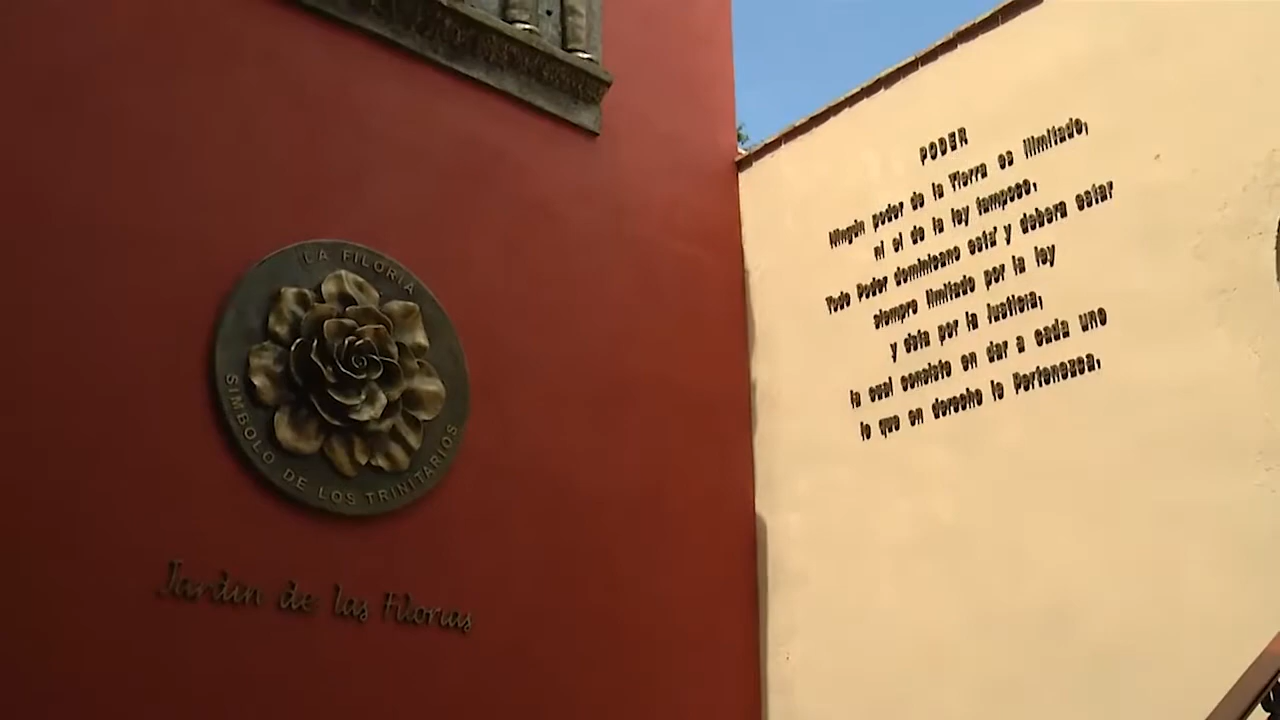 LA FILORIA
SIMBOLO DE LOS TRINITARIOS
Jardin de las Filorias
PODER
Ningún poder de la Tierra es ilimitado,
ni el de la ley tampoco.
Todo Poder dominicano está y debera estar
siempre limitado por la ley
y ésta por la Justicia,
la cual consiste en dar a cada uno
lo que en derecho le Pertenezca.